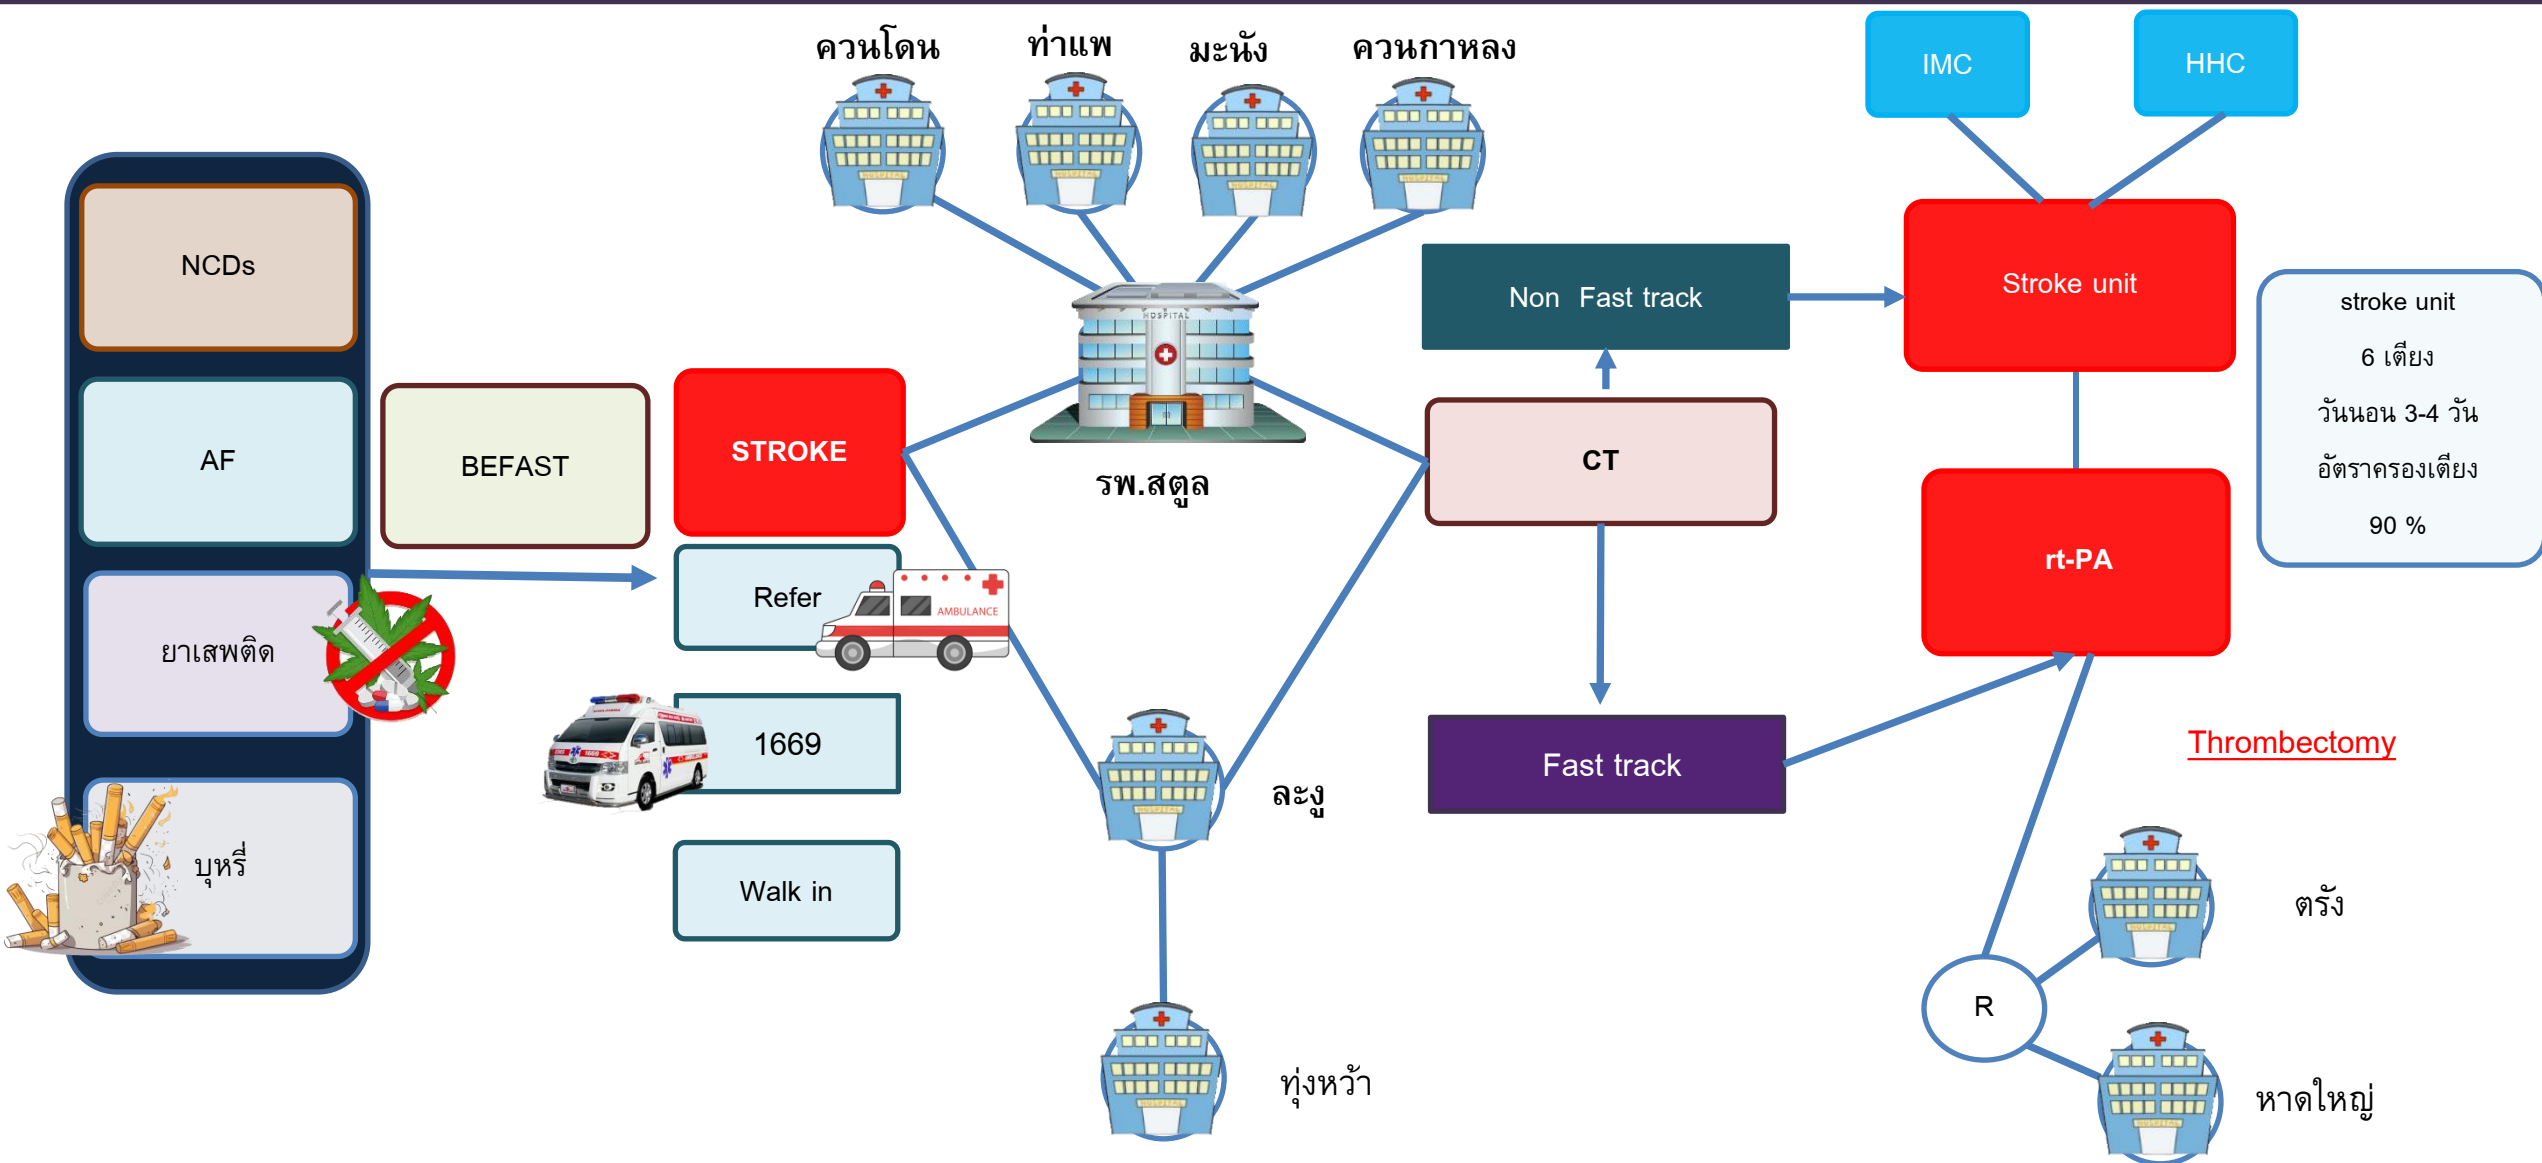 ควนโดน
ท่าแพ
มะนัง
ควนกาหลง
IMC
HHC
NCDs
AF
ยาเสพติด
บุหรี่
BEFAST
STROKE
Refer
AMBULANCE
1669
Walk in
HOSPITAL
รพ.สตูล
ละงู
ทุ่งหว้า
Non Fast track
CT
Fast track
Stroke unit
rt-PA
stroke unit
6 เตียง
วันนอน 3-4 วัน
อัตราครองเตียง
90 %
Thrombectomy
R
ตรัง
หาดใหญ่